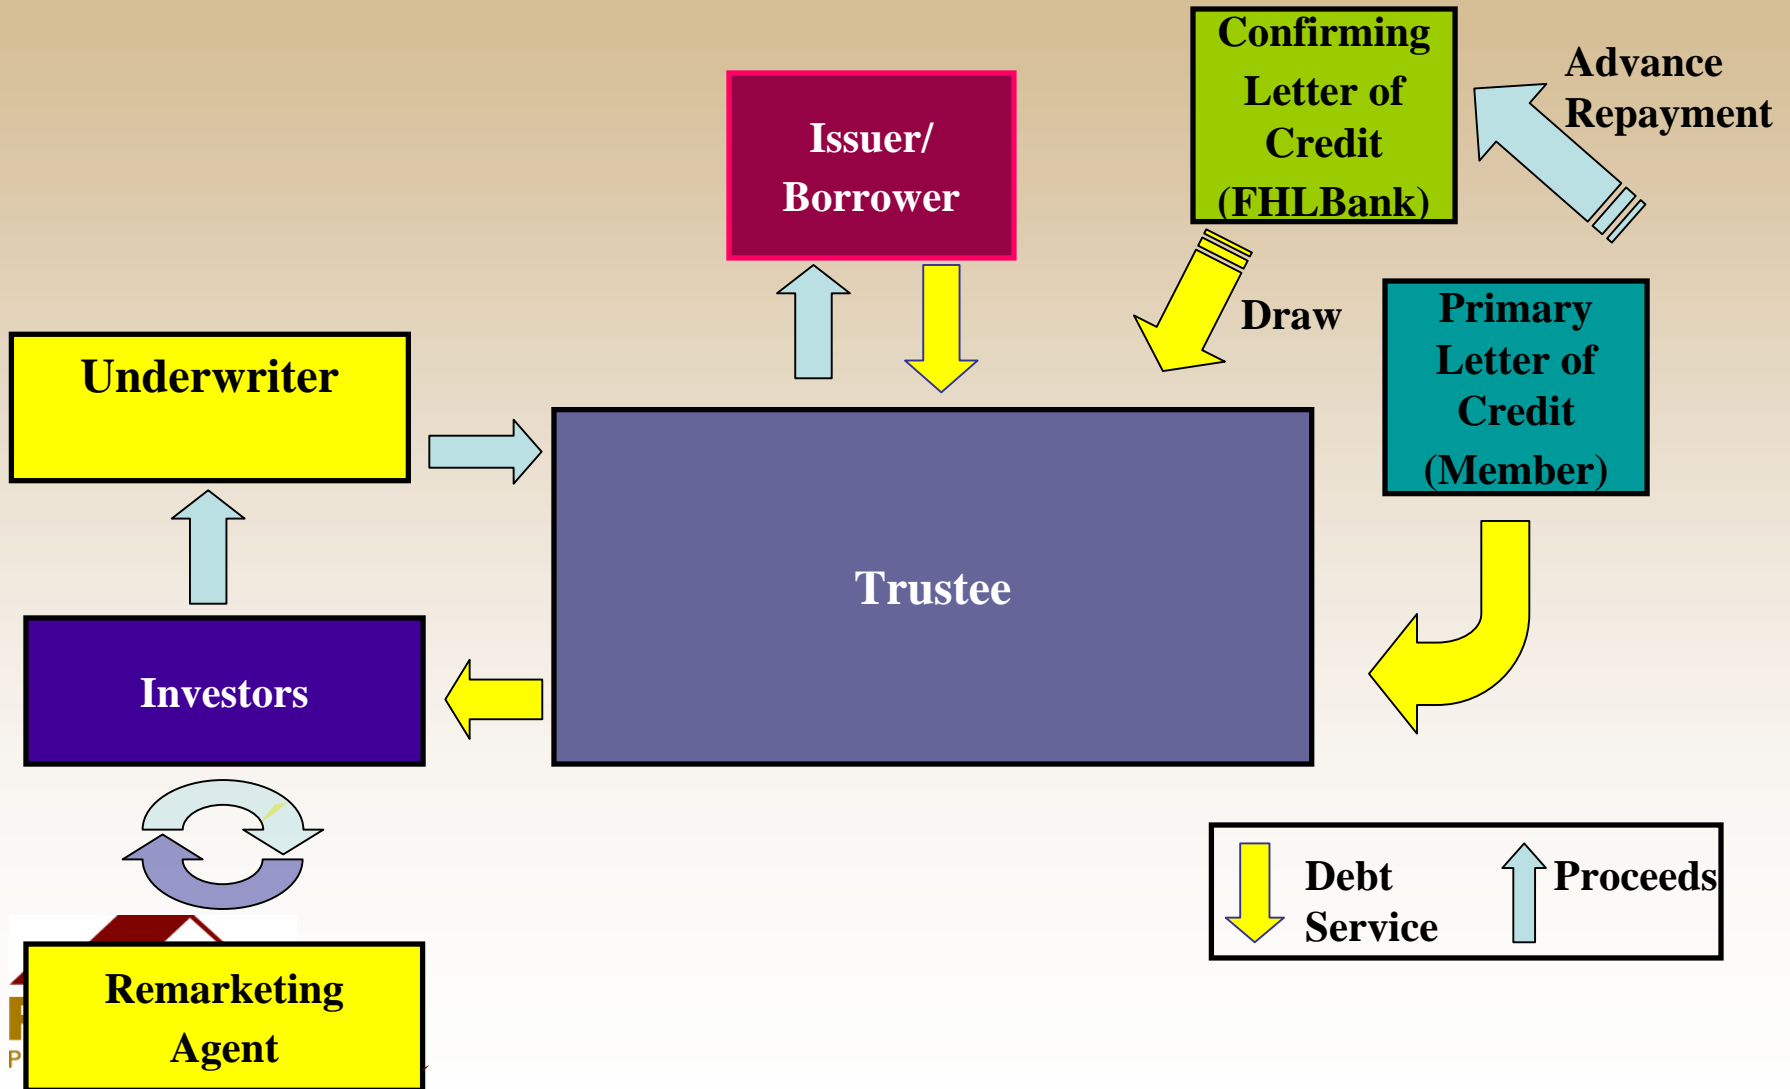 Confirming
Letter of
Credit
(FHLBank)
Advance
Repayment
Issuer/
Borrower
Draw
Primary
Letter of
Credit
(Member)
Underwriter
Trustee
Investors
Debt
Service
Proceeds
Remarketing
Agent